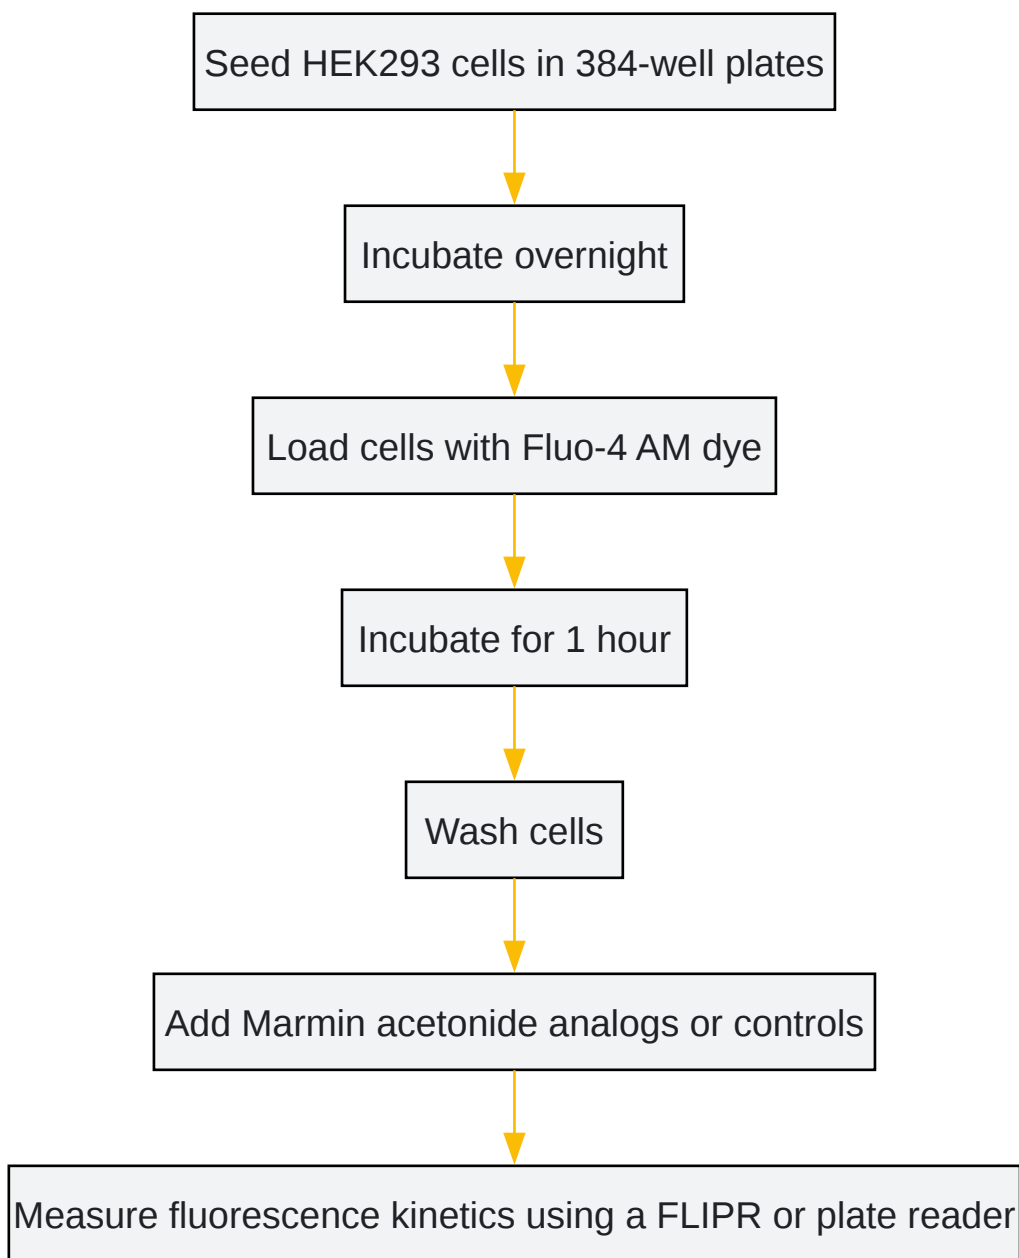 Seed HEK293 cells in 384-well plates
Incubate overnight
Load cells with Fluo-4 AM dye
Incubate for 1 hour
Wash cells
Add Marmin acetonide analogs or controls
Measure fluorescence kinetics using a FLIPR or plate reader